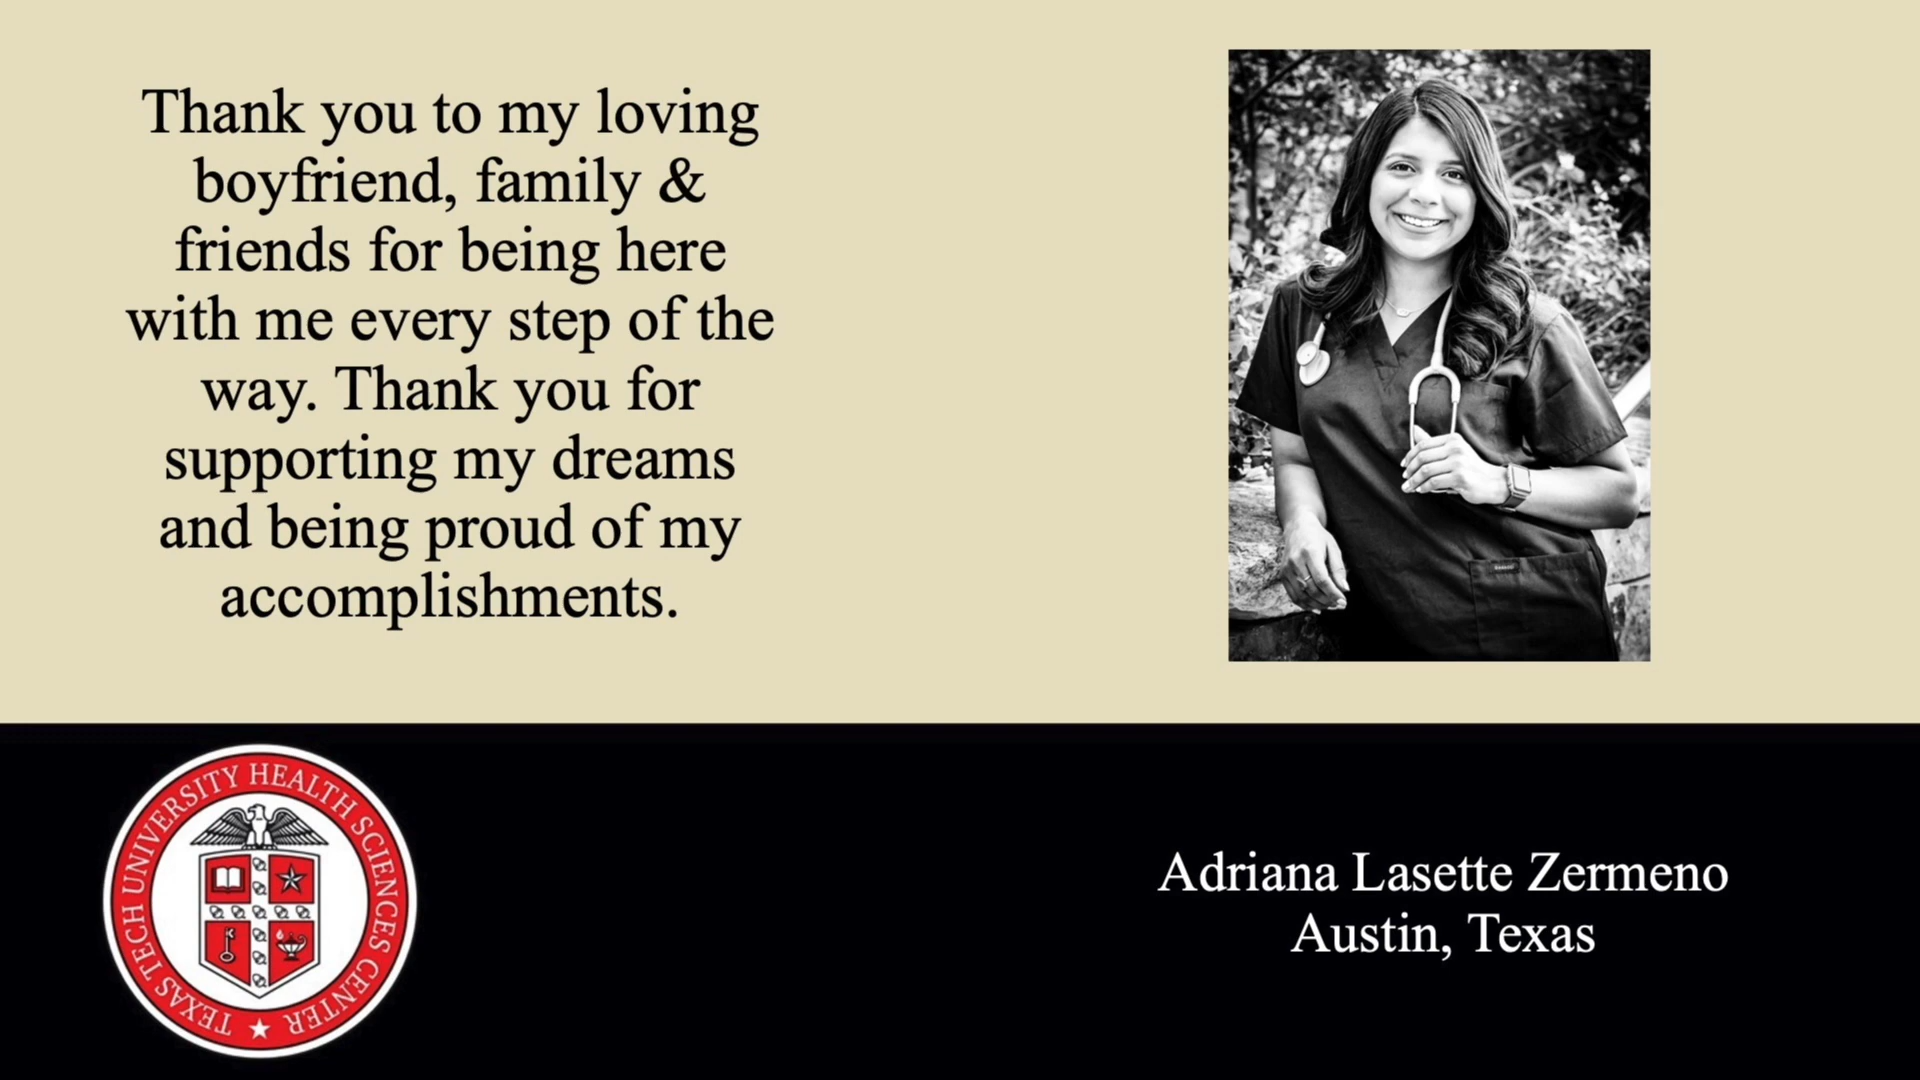 Thank you to my loving
boyfriend, family &
friends for being here
with me every step of the
way. Thank you for
supporting my dreams
and being proud of my
accomplishments.
TEXAS TECH UNIVERSITY HEALTH SCIENCES CENTER
Adriana Lasette Zermeno
Austin, Texas